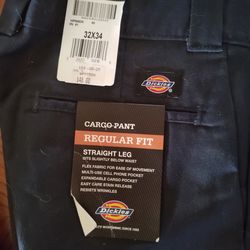 32X34
Dickies
CARGO PANT
REGULAR FIT
STRAIGHT LEG
SITS SLIGHTLY BELOW WAIST
FLEX FABRIC FOR EASE OF MOVEMENT
MULTI-USE CELL PHONE POCKET
EXPANDABLE CARGO POCKET
EASY CARE STAIN RELEASE
RESISTS WRINKLES
Dickies